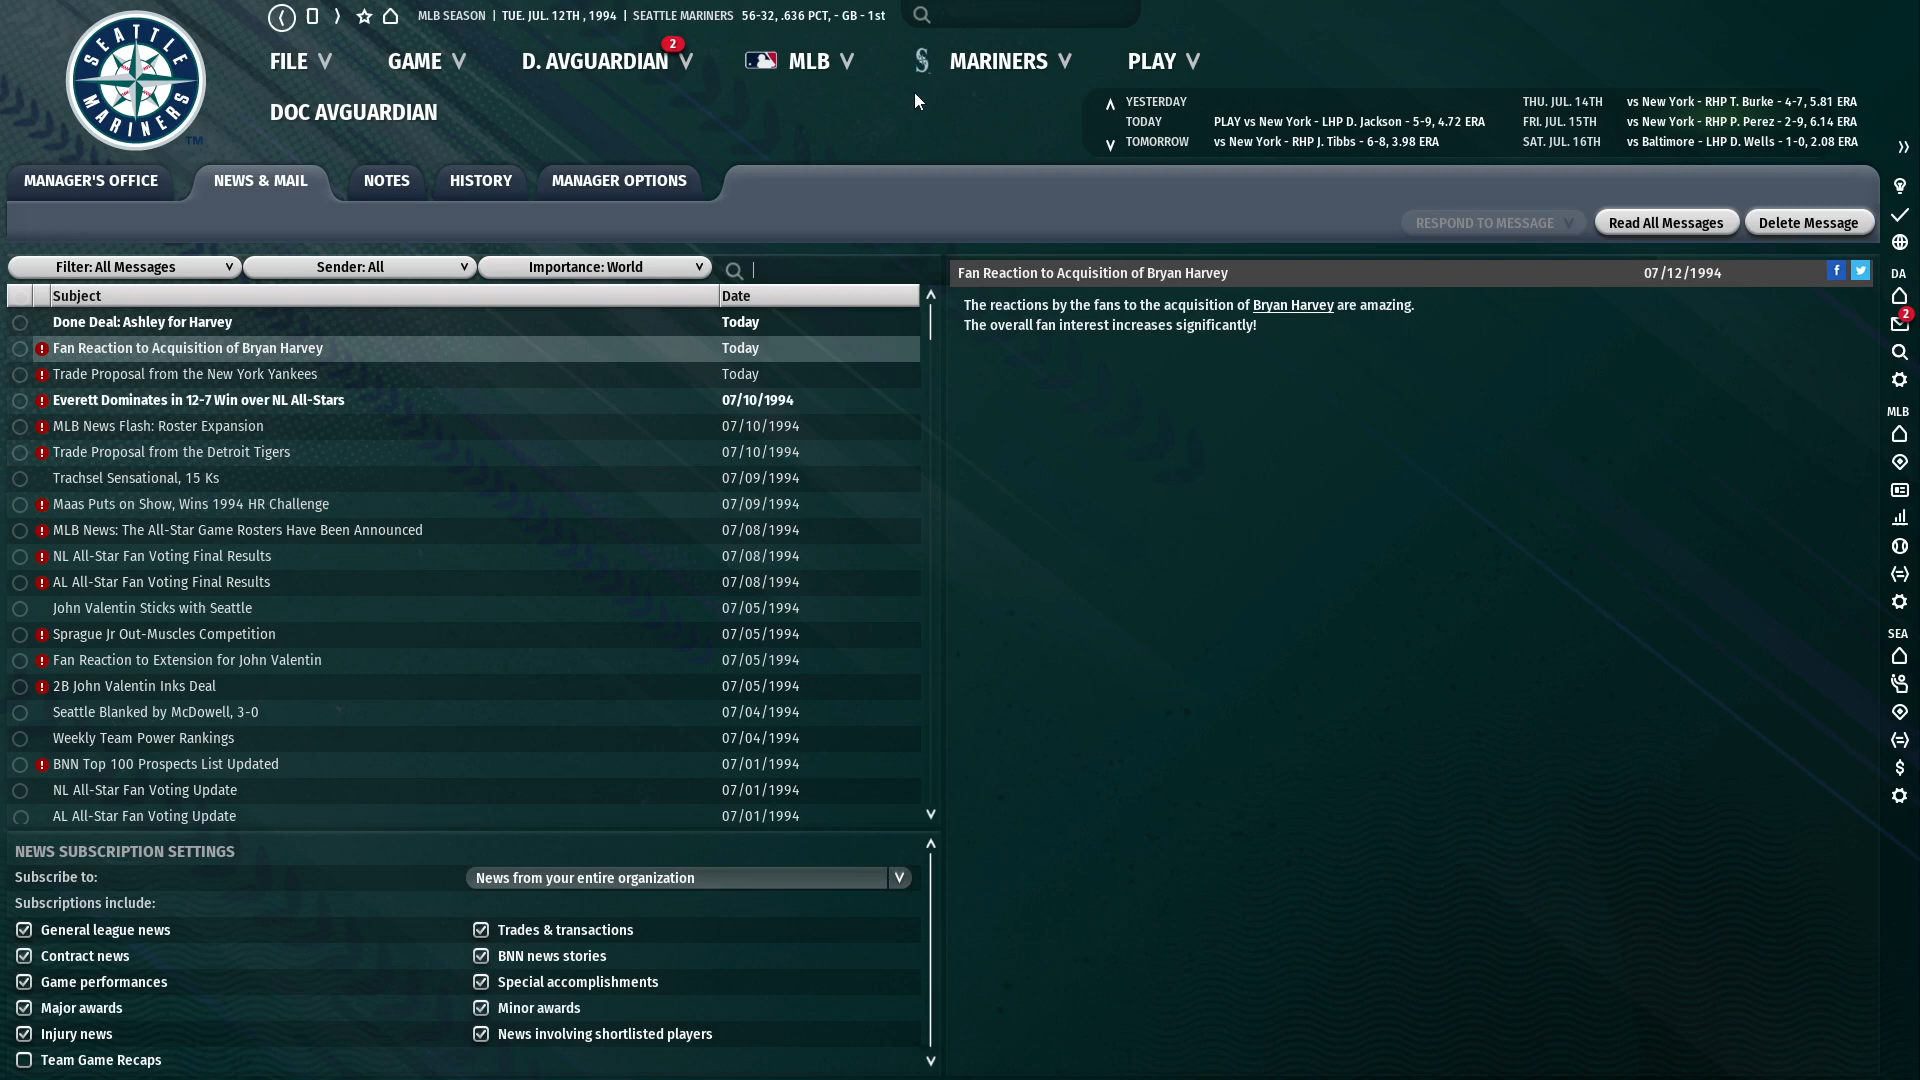 MLB SEASON | TUE. JUL. 12TH , 1994 | SEATTLE MARINERS 56-32, .636 PCT, - GB - 1st
SEATTLE MARINERS TM
FILE GAME D. AVGUARDIAN 2 MLB MARINERS PLAY
DOC AVGUARDIAN
YESTERDAY
TODAY PLAY vs New York - LHP D. Jackson - 5-9, 4.72 ERA
TOMORROW vs New York - RHP J. Tibbs - 6-8, 3.98 ERA
THU. JUL. 14TH vs New York - RHP T. Burke - 4-7, 5.81 ERA
FRI. JUL. 15TH vs New York - RHP P. Perez - 2-9, 6.14 ERA
SAT. JUL. 16TH vs Baltimore - LHP D. Wells - 1-0, 2.08 ERA
MANAGER'S OFFICE NEWS & MAIL NOTES HISTORY MANAGER OPTIONS
RESPOND TO MESSAGE Read All Messages Delete Message
Filter: All Messages Sender: All Importance: World
Subject Date
Done Deal: Ashley for Harvey Today
Fan Reaction to Acquisition of Bryan Harvey Today
Trade Proposal from the New York Yankees Today
Everett Dominates in 12-7 Win over NL All-Stars 07/10/1994
MLB News Flash: Roster Expansion 07/10/1994
Trade Proposal from the Detroit Tigers 07/10/1994
Trachsel Sensational, 15 Ks 07/09/1994
Maas Puts on Show, Wins 1994 HR Challenge 07/09/1994
MLB News: The All-Star Game Rosters Have Been Announced 07/08/1994
NL All-Star Fan Voting Final Results 07/08/1994
AL All-Star Fan Voting Final Results 07/08/1994
John Valentin Sticks with Seattle 07/05/1994
Sprague Jr Out-Muscles Competition 07/05/1994
Fan Reaction to Extension for John Valentin 07/05/1994
2B John Valentin Inks Deal 07/05/1994
Seattle Blanked by McDowell, 3-0 07/04/1994
Weekly Team Power Rankings 07/04/1994
BNN Top 100 Prospects List Updated 07/01/1994
NL All-Star Fan Voting Update 07/01/1994
AL All-Star Fan Voting Update 07/01/1994
Fan Reaction to Acquisition of Bryan Harvey 07/12/1994
The reactions by the fans to the acquisition of Bryan Harvey are amazing.
The overall fan interest increases significantly!
NEWS SUBSCRIPTION SETTINGS
Subscribe to: News from your entire organization
Subscriptions include:
General league news Trades & transactions
Contract news BNN news stories
Game performances Special accomplishments
Major awards Minor awards
Injury news News involving shortlisted players
Team Game Recaps
DA
2
MLB
SEA